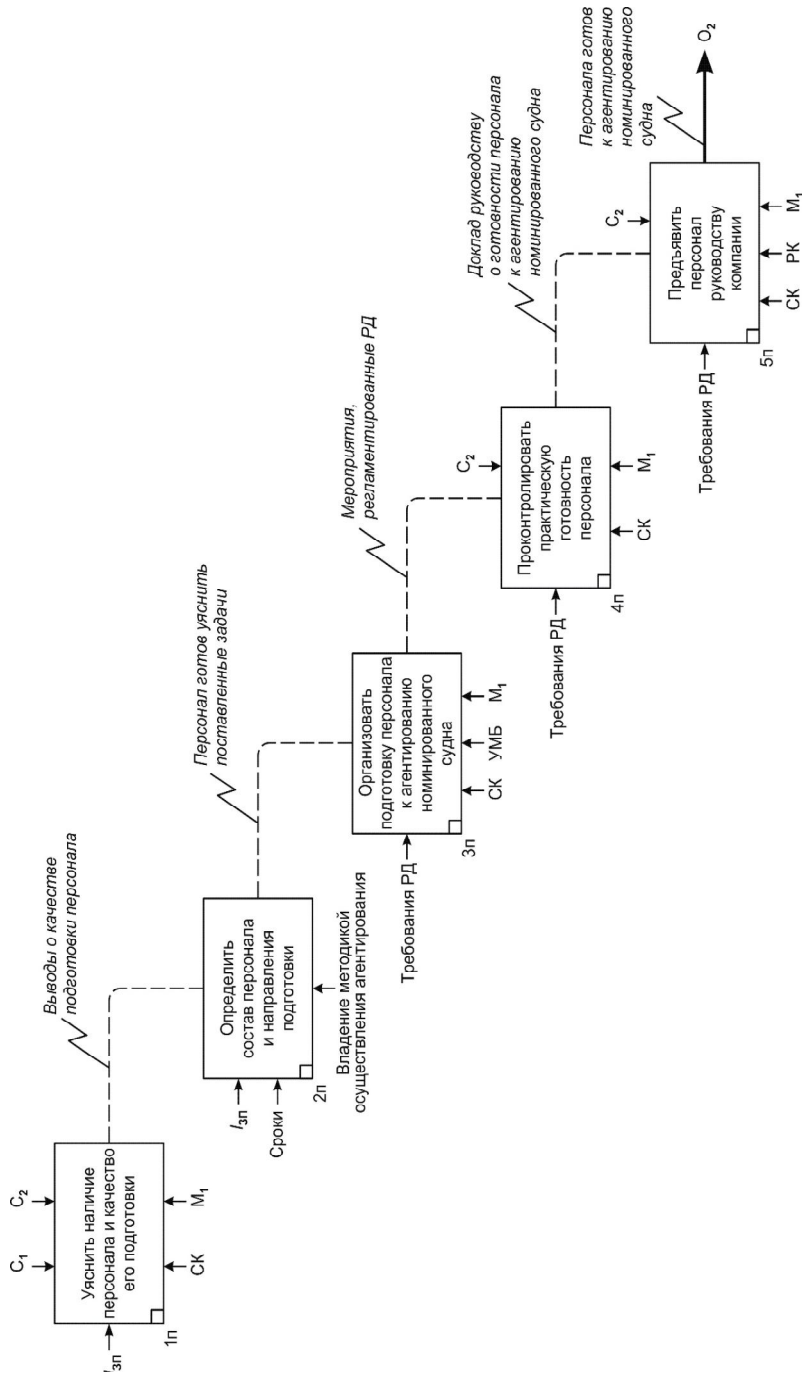 C₁
C₂
Iзп
Уяснить наличие
персонала и качество
его подготовки
1п
СК
M₁
Выводы о качестве
подготовки персонала
Iзп
Сроки
Определить
состав персонала
и направления
подготовки
2п
Владение методикой
осуществления агентирования
Персонал готов уяснить
поставленные задачи
Требования РД
Организовать
подготовку персонала
к агентированию
номинированного
судна
3п
СК
УМБ
M₁
Мероприятия,
регламентированные РД
C₂
Требования РД
Проконтролировать
практическую
готовность
персонала
4п
СК
M₁
Доклад руководству
о готовности персонала
к агентированию
номинированного судна
C₂
Требования РД
Предъявить
персонал
руководству
компании
5п
СК
РК
M₁
Персонала готов
к агентированию
номинированного
судна
O₂